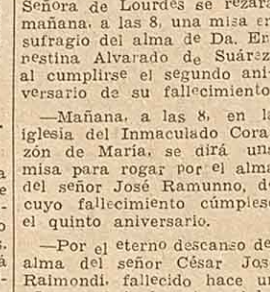 Señora de Lourdes se rezará
mañana, a las 8, una misa en
sufragio del alma de Da. Er-
nestina Alvarado de Suárez
al cumplirse el segundo ani-
versario de su fallecimiento
—Mañana, a las 8, en la
iglesia del Inmaculado Cora-
zón de María, se dirá una
misa para rogar por el alma
del señor José Ramunno, de
cuyo fallecimiento cúmplese
el quinto aniversario.
—Por el eterno descanso del
alma del señor César José
Raimondi, fallecido hace un